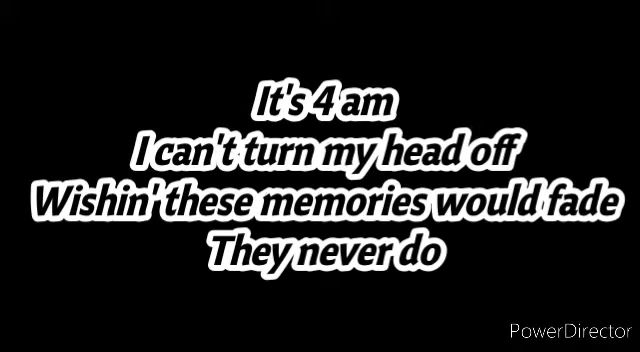 It's 4 am
I can't turn my head off
Wishin' these memories would fade
They never do
PowerDirector